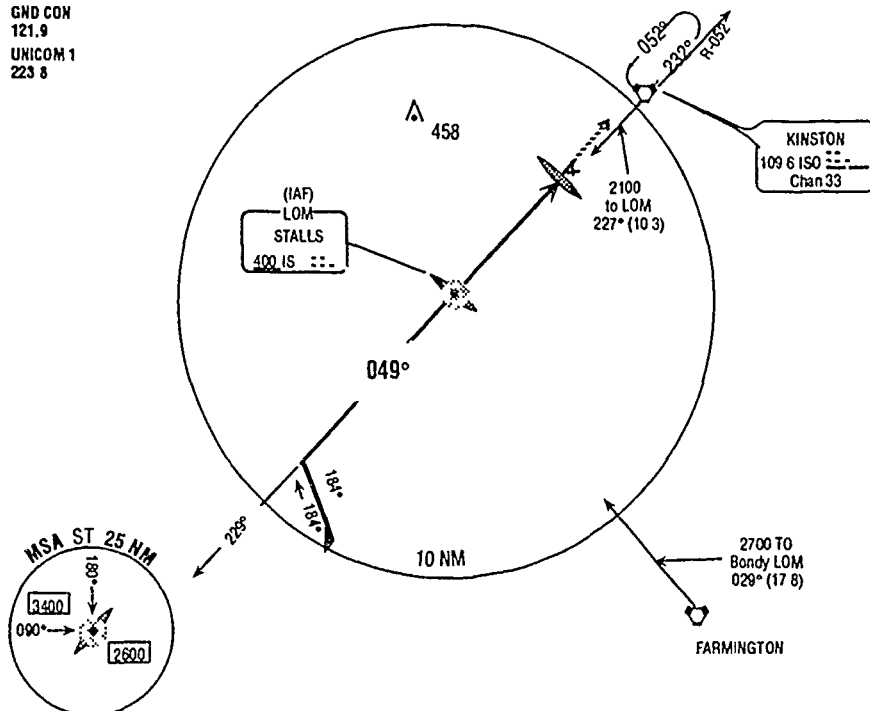 GND CON
121.9
UNICOM 1
223 8
052°
232°
R-052
458
KINSTON
109 6 ISO
Chan 33
2100
to LOM
227° (10 3)
(IAF)
LOM
STALLS
400 IS
049°
184°
184°
229°
10 NM
MSA ST 25 NM
180°
3400
090°
2600
2700 TO
Bondy LOM
029° (17 8)
FARMINGTON